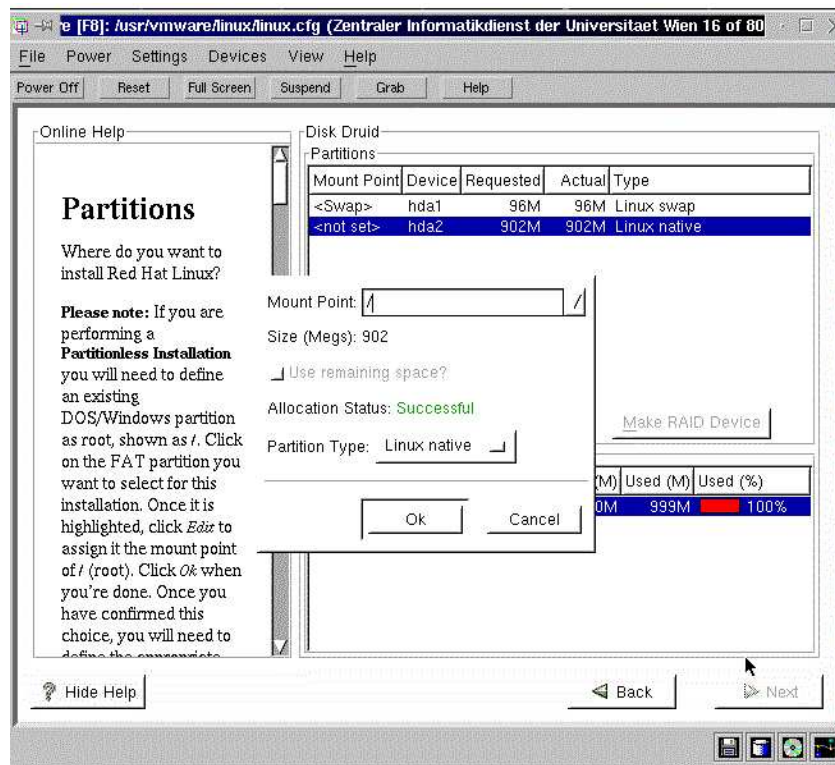 e [F8]: /usr/vmware/linux/linux.cfg (Zentraler Informatikdienst der Universitaet Wien 16 of 80
File Power Settings Devices View Help
Power Off Reset Full Screen Suspend Grab Help
Online Help
Partitions
Where do you want to
install Red Hat Linux?
Please note: If you are
performing a
Partitionless Installation
you will need to define
an existing
DOS/Windows partition
as root, shown as /. Click
on the FAT partition you
want to select for this
installation. Once it is
highlighted, click Edit to
assign it the mount point
of / (root). Click Ok when
you're done. Once you
have confirmed this
choice, you will need to
define the appropriate
Disk Druid
Partitions
Mount Point Device Requested Actual Type
<Swap> hda1 96M 96M Linux swap
<not set> hda2 902M 902M Linux native
Mount Point: /
/
Size (Megs): 902
Use remaining space?
Allocation Status: Successful
Partition Type: Linux native
Ok Cancel
Make RAID Device
(M) Used (M) Used (%)
0M 999M 100%
Hide Help
Back
Next